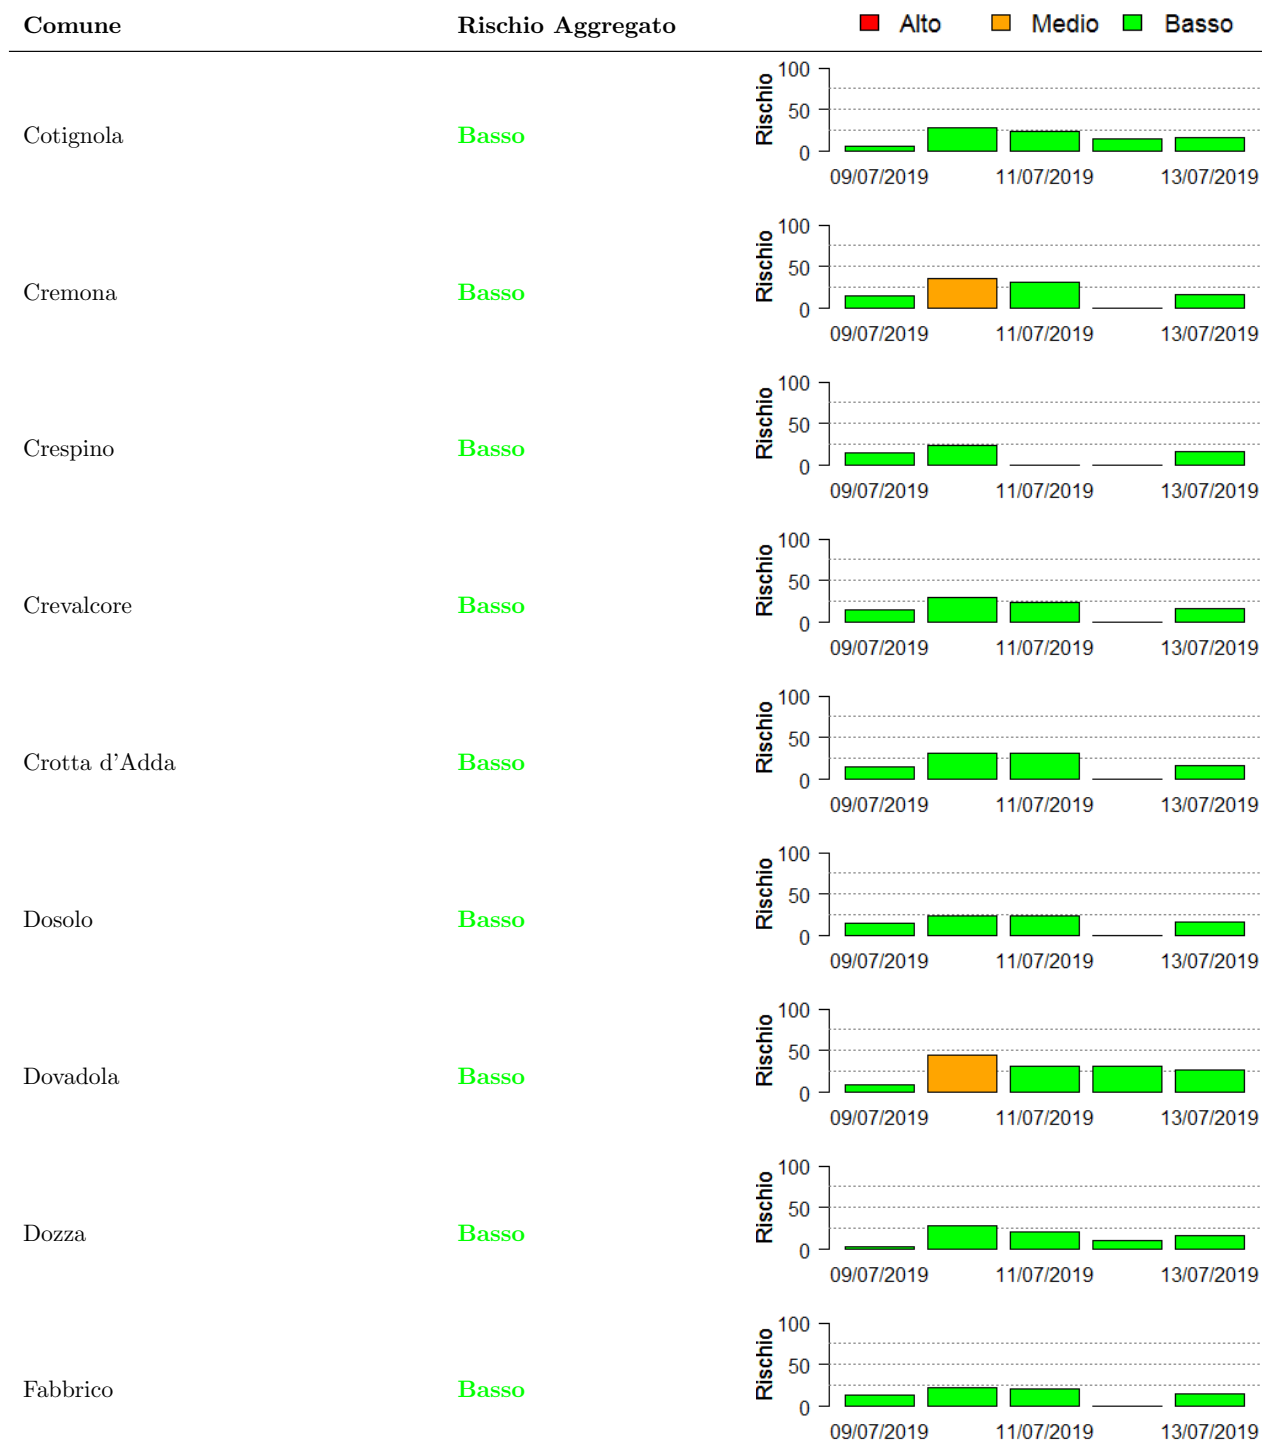 Comune Rischio Aggregato Alto Medio Basso
Cotignola Basso Rischio 100 50 0
09/07/2019 11/07/2019 13/07/2019
Cremona Basso Rischio 100 50 0
09/07/2019 11/07/2019 13/07/2019
Crespino Basso Rischio 100 50 0
09/07/2019 11/07/2019 13/07/2019
Crevalcore Basso Rischio 100 50 0
09/07/2019 11/07/2019 13/07/2019
Crotta d'Adda Basso Rischio 100 50 0
09/07/2019 11/07/2019 13/07/2019
Dosolo Basso Rischio 100 50 0
09/07/2019 11/07/2019 13/07/2019
Dovadola Basso Rischio 100 50 0
09/07/2019 11/07/2019 13/07/2019
Dozza Basso Rischio 100 50 0
09/07/2019 11/07/2019 13/07/2019
Fabbrico Basso Rischio 100 50 0
09/07/2019 11/07/2019 13/07/2019